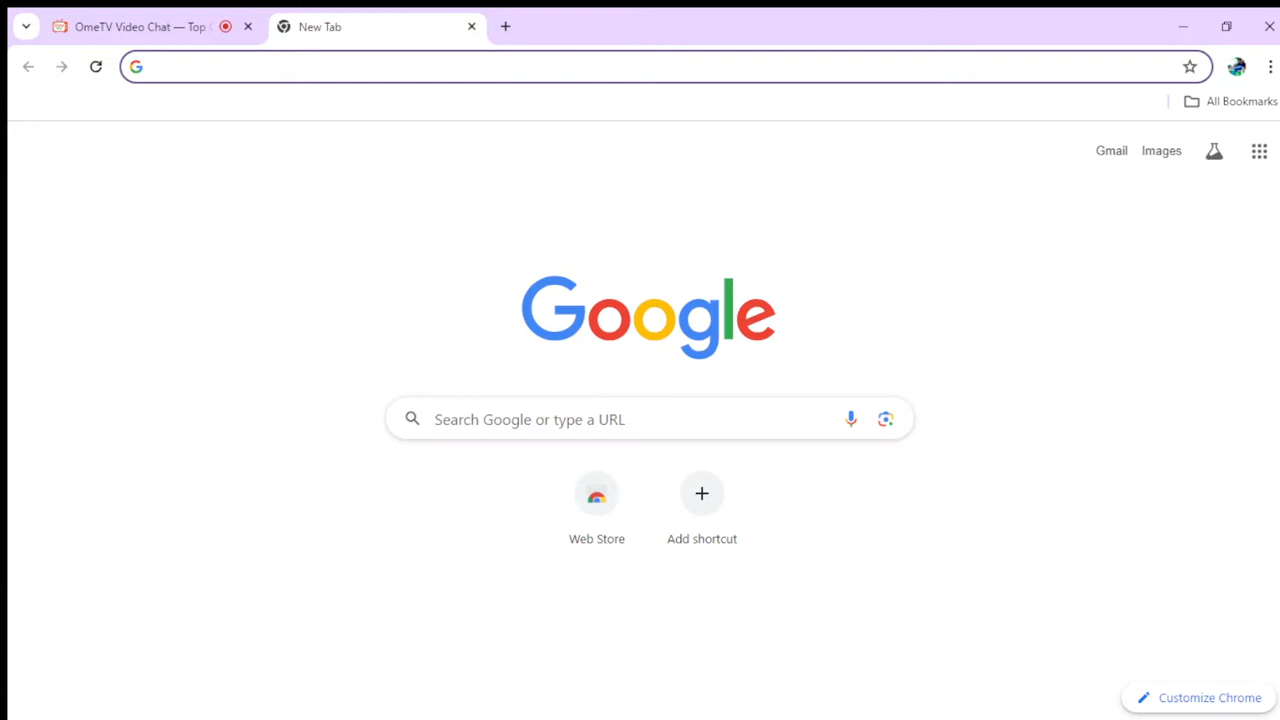 OmeTV Video Chat — Top
New Tab
All Bookmarks
Gmail
Images
Google
Search Google or type a URL
Web Store
Add shortcut
Customize Chrome